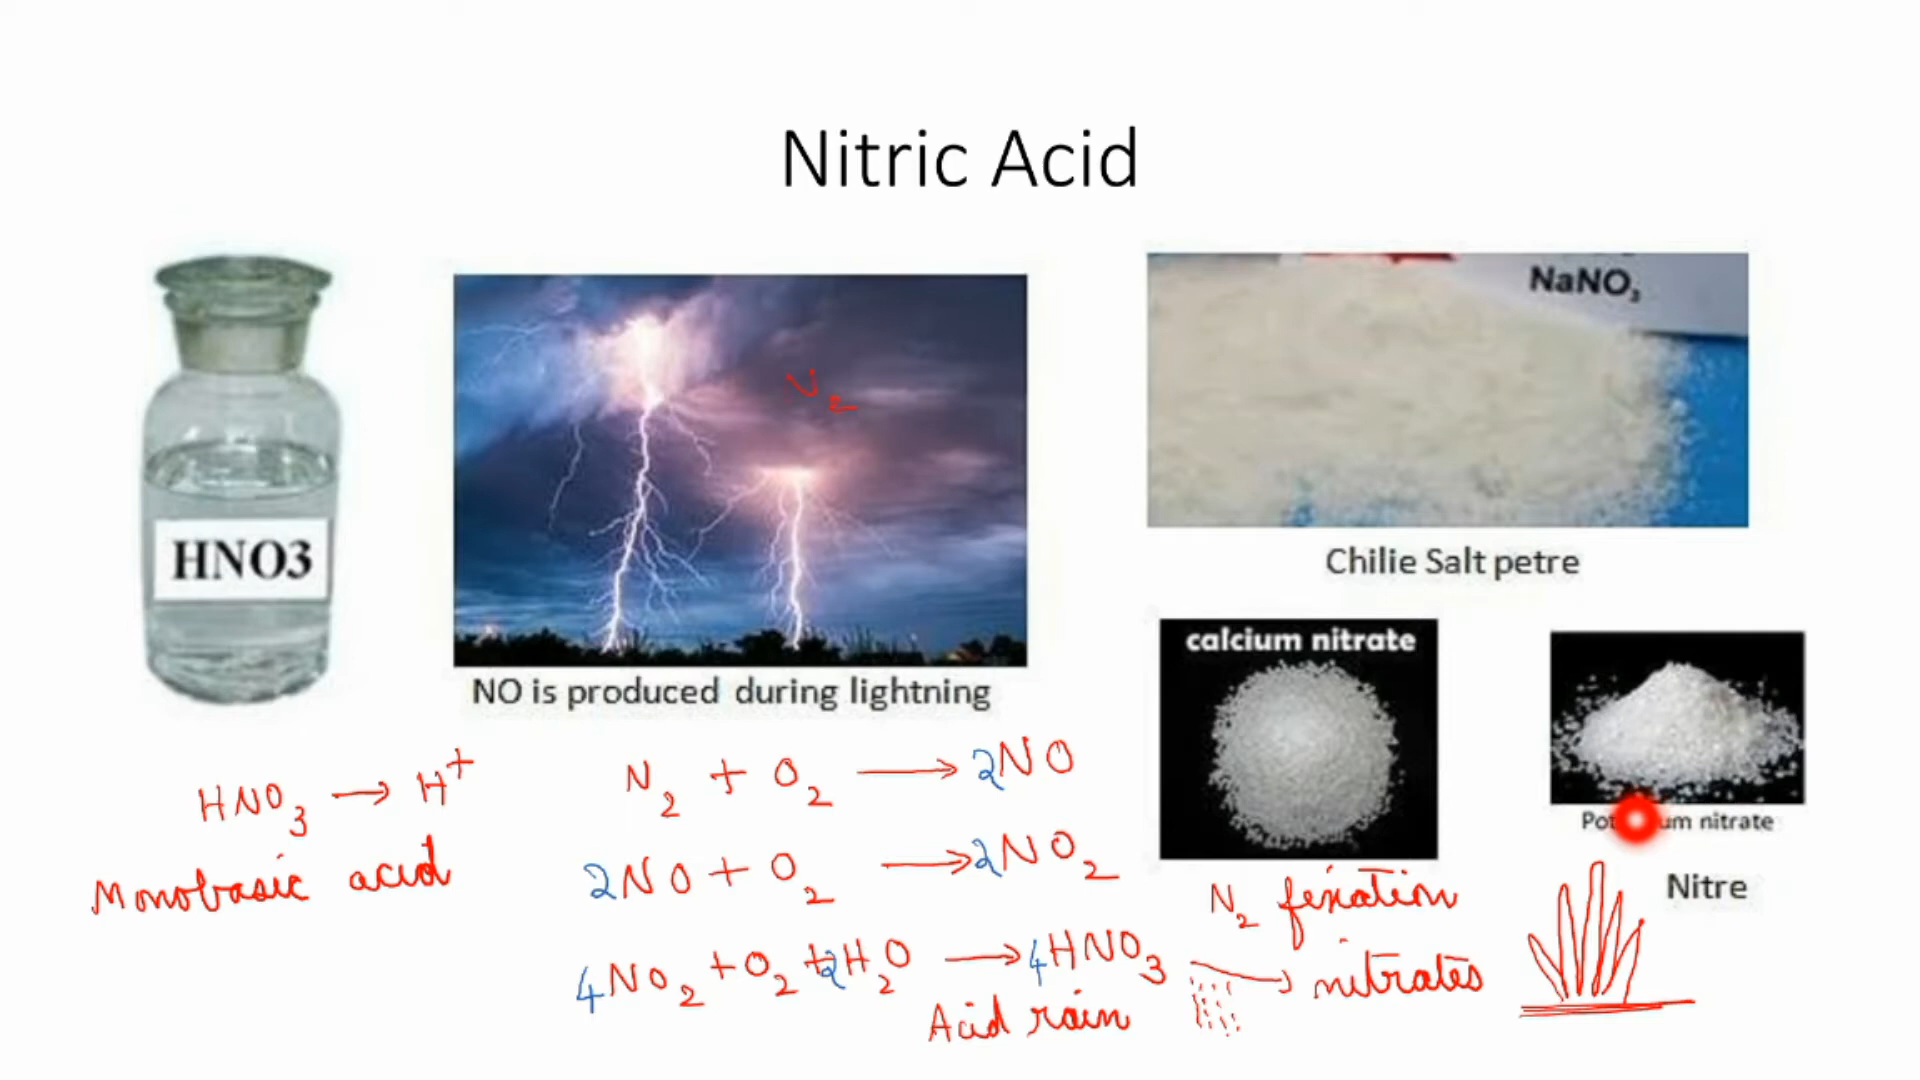 Nitric Acid
HNO3
V2
NaNO3
Chilie Salt petre
calcium nitrate
NO is produced during lightning
nitrate
Nitre
HNO3 → H+
Monobasic acid
N2 + O2 → 2NO
2NO + O2 → 2NO2
4NO2 + O2 + 2H2O → 4HNO3
Acid rain
N2 fixation
nitrates